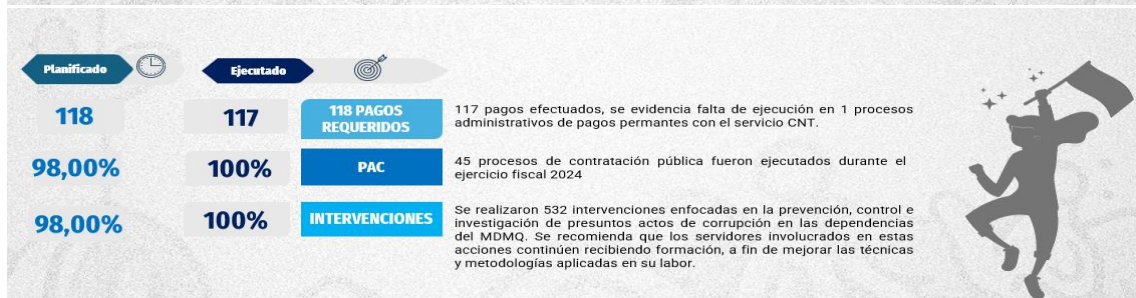 Planificado
Ejecutado
118
117
118 PAGOS
REQUERIDOS
117 pagos efectuados, se evidencia falta de ejecución en 1 procesos
administrativos de pagos permantes con el servicio CNT.
98,00%
100%
PAC
45 procesos de contratación pública fueron ejecutados durante el
ejercicio fiscal 2024
98,00%
100%
INTERVENCIONES
Se realizaron 532 intervenciones enfocadas en la prevención, control e
investigación de presuntos actos de corrupción en las dependencias
del MDMQ. Se recomienda que los servidores involucrados en estas
acciones continúen recibiendo formación, a fin de mejorar las técnicas
y metodologías aplicadas en su labor.